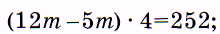 (12m – 5m) · 4=252;